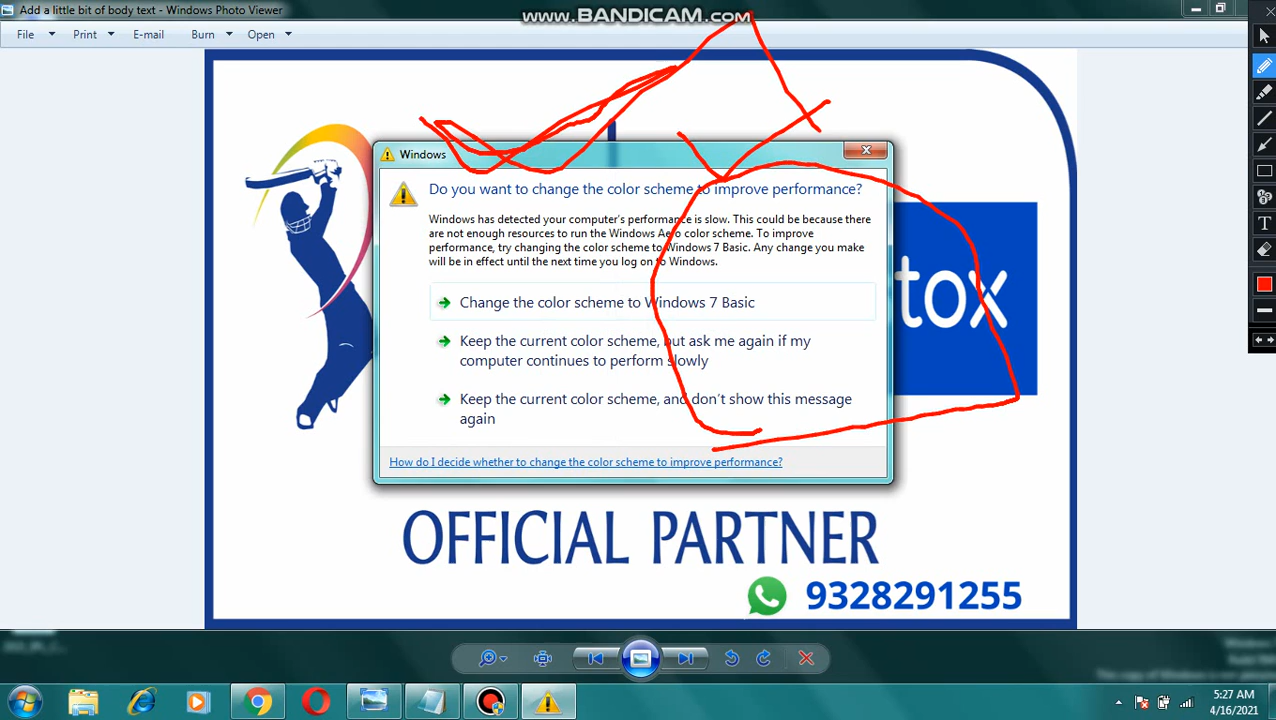 Add a little bit of body text - Windows Photo Viewer
www.BANDICAM.com
File Print E-mail Burn Open
Windows
Do you want to change the color scheme to improve performance?
Windows has detected your computer's performance is slow. This could be because there
are not enough resources to run the Windows Aero color scheme. To improve
performance, try changing the color scheme to Windows 7 Basic. Any change you make
will be in effect until the next time you log on to Windows.
Change the color scheme to Windows 7 Basic
Keep the current color scheme, but ask me again if my
computer continues to perform slowly
Keep the current color scheme, and don't show this message
again
How do I decide whether to change the color scheme to improve performance?
tox
OFFICIAL PARTNER
9328291255
5:27 AM
4/16/2021